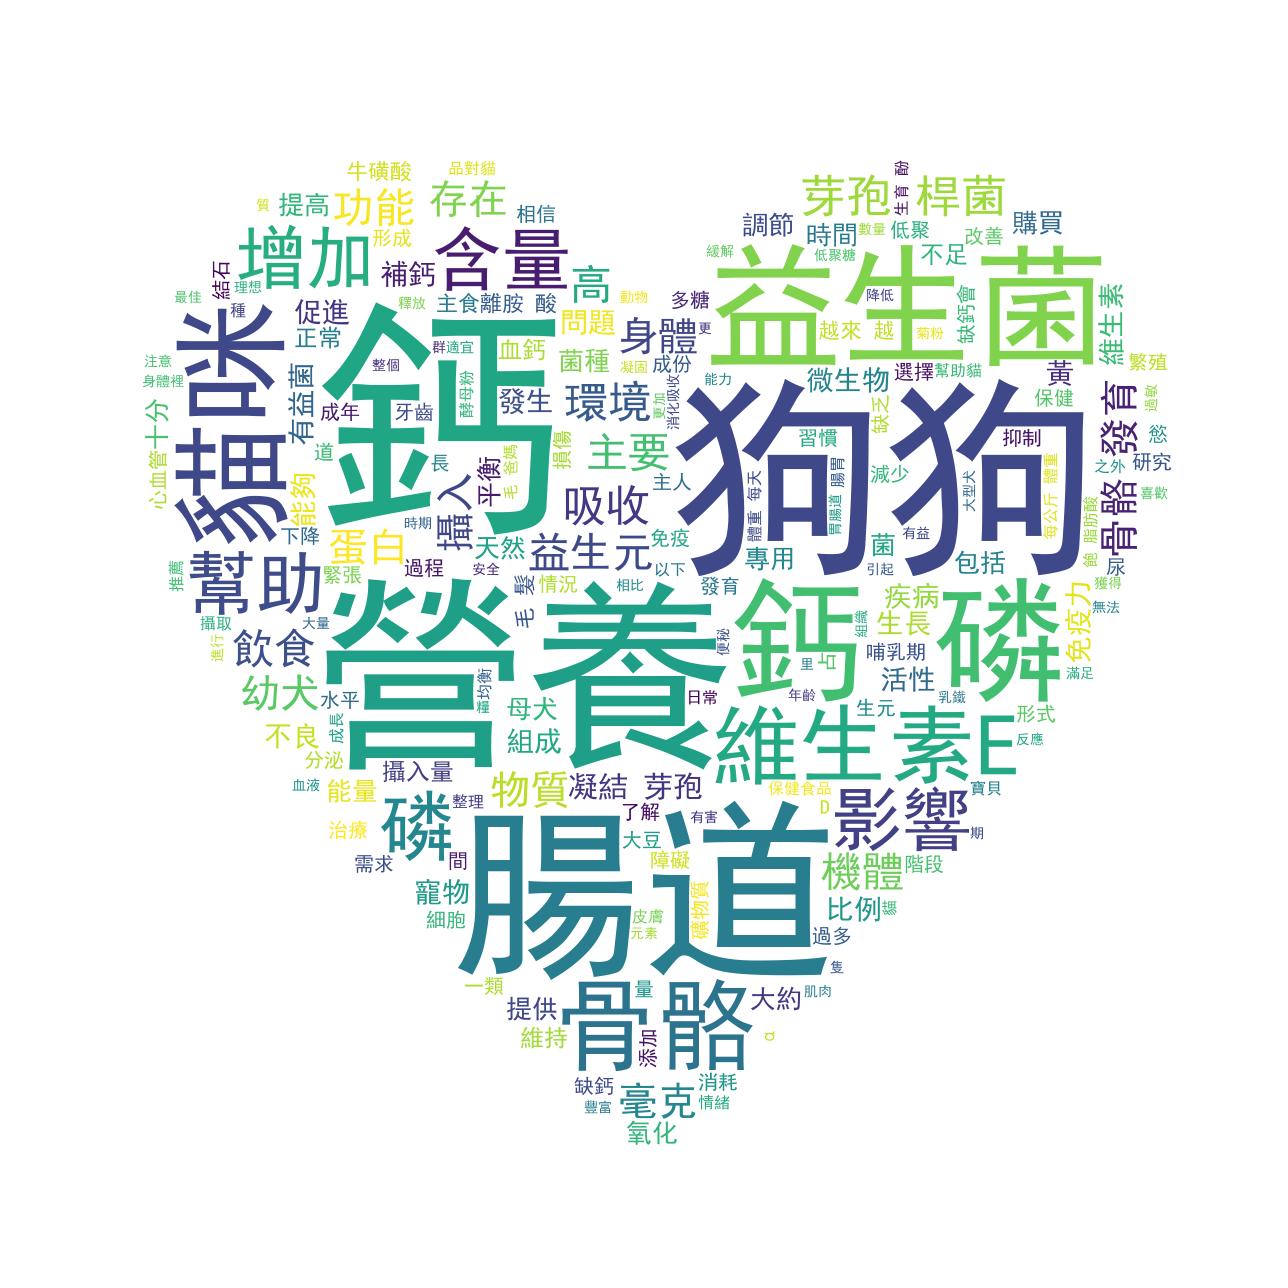 牛磺酸
品對貓
質
提高
功能
存在
相信
形成
增加
含量
補鈣
高
結石
理想
最佳
種
促進
釋放
主食離胺 酸
動物
正常
問題
身體
血鈣
菌種
凝固
成份
貓咪
鈣
群適宜
整個
注意
身體裡
心血管十分
有益菌
成年
牙齒
酵母粉
發生
環境
更加
消化吸收
道
長
平衡
毛 爸媽
損傷
主要
能夠
攝入
吸收
主人
時期
下降
蛋白
天然
益生元
免疫
推薦
幫助
緊張
過程
安全
毛 髮
情況
相比
以下
攝取
大量
進行
飲食
營養
幼犬
水平
糧 均衡
母犬
組成
成長
不良
分泌
攝入量
血液
能量
物質
凝結
芽孢
治療
磷
整理
了解
有害
需求
間
大豆
障礙
寵物
細胞
腸道
皮膚
元素
礦物質
一類
提供
量
維持
骨骼
添加
大約
肌肉
α
缺鈣
豐富
毫克
消耗
情緒
氧化
芽孢
生育 酚
桿菌
調節
時間
數量
低聚
改善
購買
緩解
低聚糖
不足
多糖
益生菌
降低
缺鈣會
維生素
更
越來 越
菊粉
微生物
選擇
幫助貓
黃
繁殖
能力
缺乏
保健
發育
過敏
狗狗
習慣
抑制
慾
體重 每天
腸胃
胃腸道
減少
大型犬
每公斤 體重
之外
研究
喜歡
脂肪酸
飽
骨骼
尿
有益
專用
菌
引起
包括
發育
疾病
獲得
無法
便秘
鈣
里
占
組織
生長
哺乳期
磷
免疫力
滿足
活性
日常
年齡
生元
乳鐵
形式
反應
維生素E
保健食品
D
寶貝
影響
期
機體
階段
比例
過多
隻